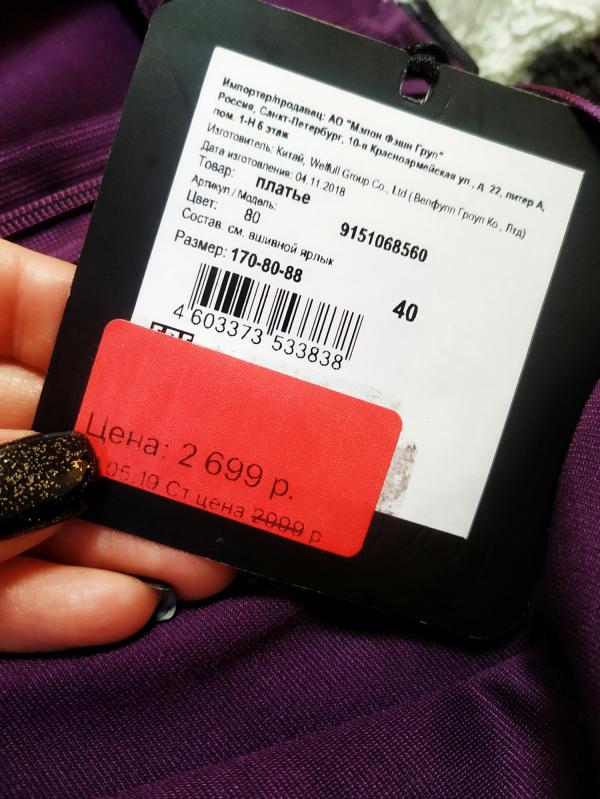 Импортер/продавец: АО "Мэлон Фэшн Груп"
Россия, Санкт-Петербург, 10-я Красноармейская ул., д. 22, литер А,
пом. 1-Н 6 этаж
Изготовитель: Китай, Welfull Group Co., Ltd ( Велфулл Гроуп Ко., Лтд)
Дата изготовления: 04.11.2018
Товар: платье
Артикул / Модель: 9151068560
Цвет: 80
Состав: см. вшивной ярлык
Размер: 170-80-88
40
4 603373 533838
Цена: 2 699 р.
05.19 Ст цена 2999 р